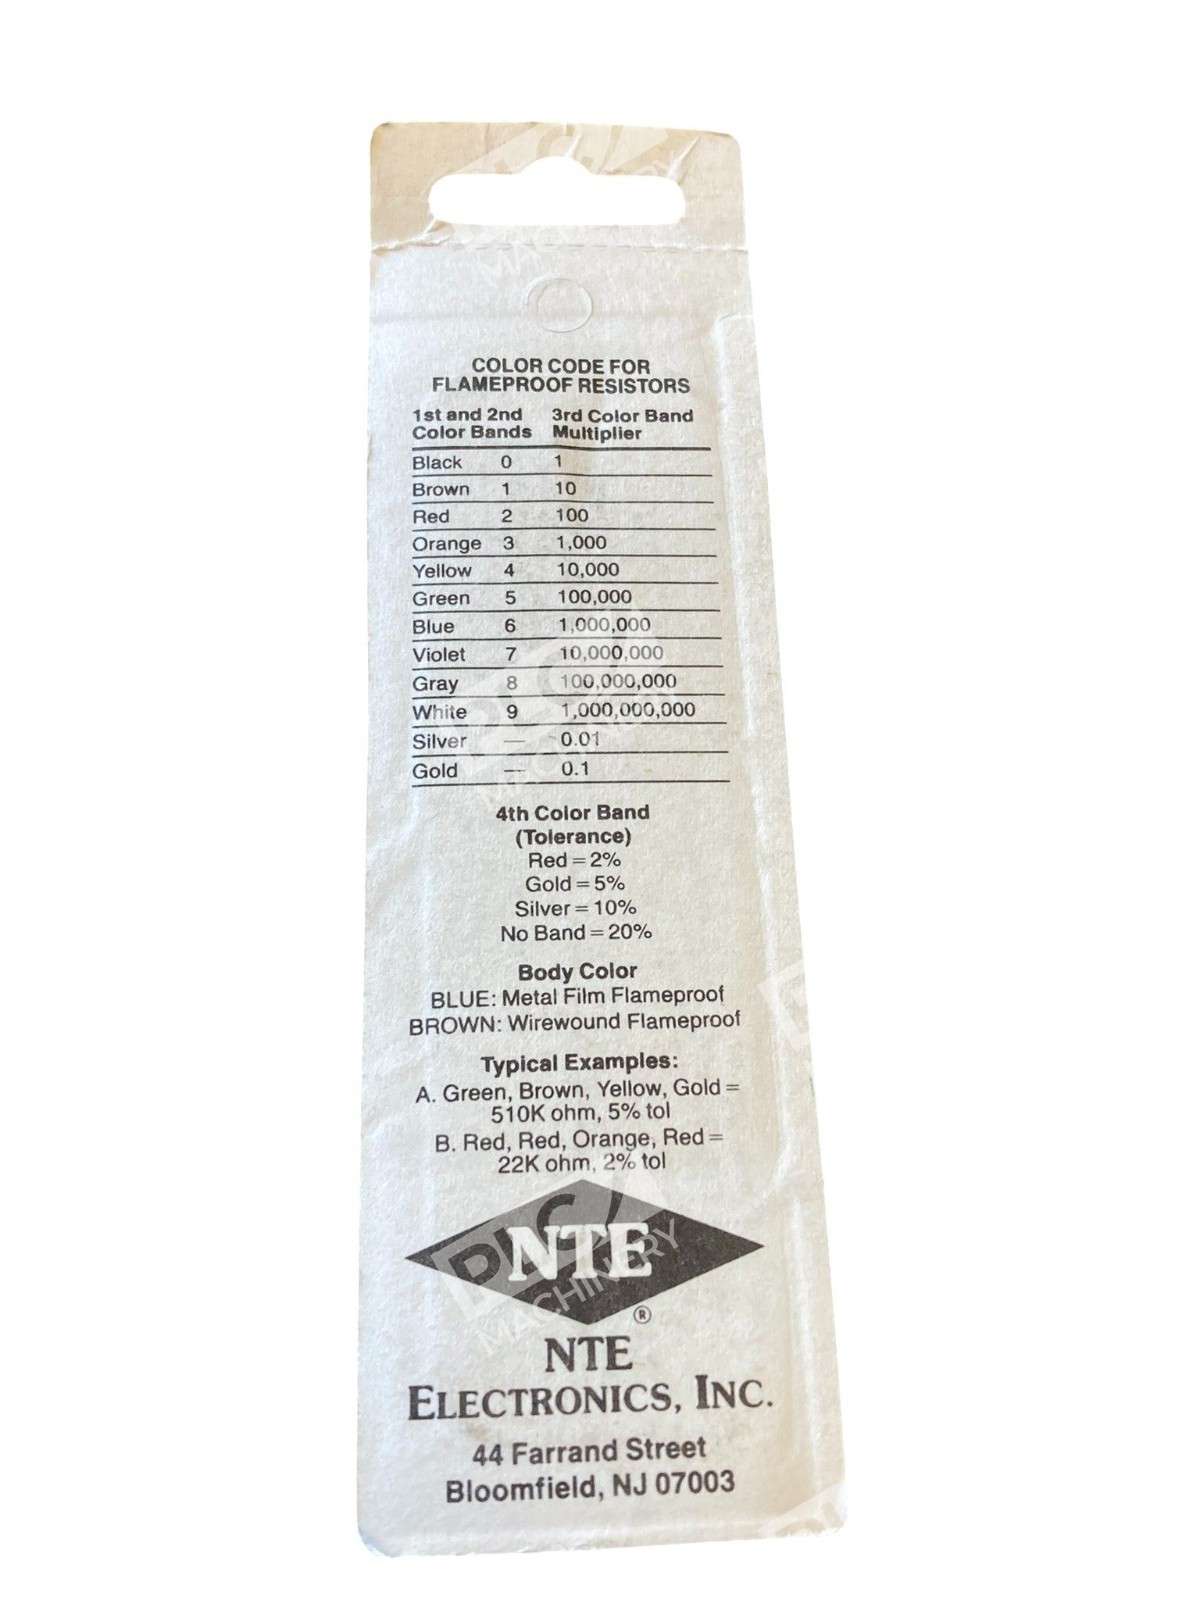 COLOR CODE FOR
FLAMEPROOF RESISTORS
1st and 2nd 3rd Color Band
Color Bands Multiplier
Black 0 1
Brown 1 10
Red 2 100
Orange 3 1,000
Yellow 4 10,000
Green 5 100,000
Blue 6 1,000,000
Violet 7 10,000,000
Gray 8 100,000,000
White 9 1,000,000,000
Silver — 0.01
Gold — 0.1
4th Color Band
(Tolerance)
Red = 2%
Gold = 5%
Silver = 10%
No Band = 20%
Body Color
BLUE: Metal Film Flameproof
BROWN: Wirewound Flameproof
Typical Examples:
A. Green, Brown, Yellow, Gold =
510K ohm, 5% tol
B. Red, Red, Orange, Red =
22K ohm, 2% tol
NTE
®
NTE
ELECTRONICS, INC.
44 Farrand Street
Bloomfield, NJ 07003
MACHINERY